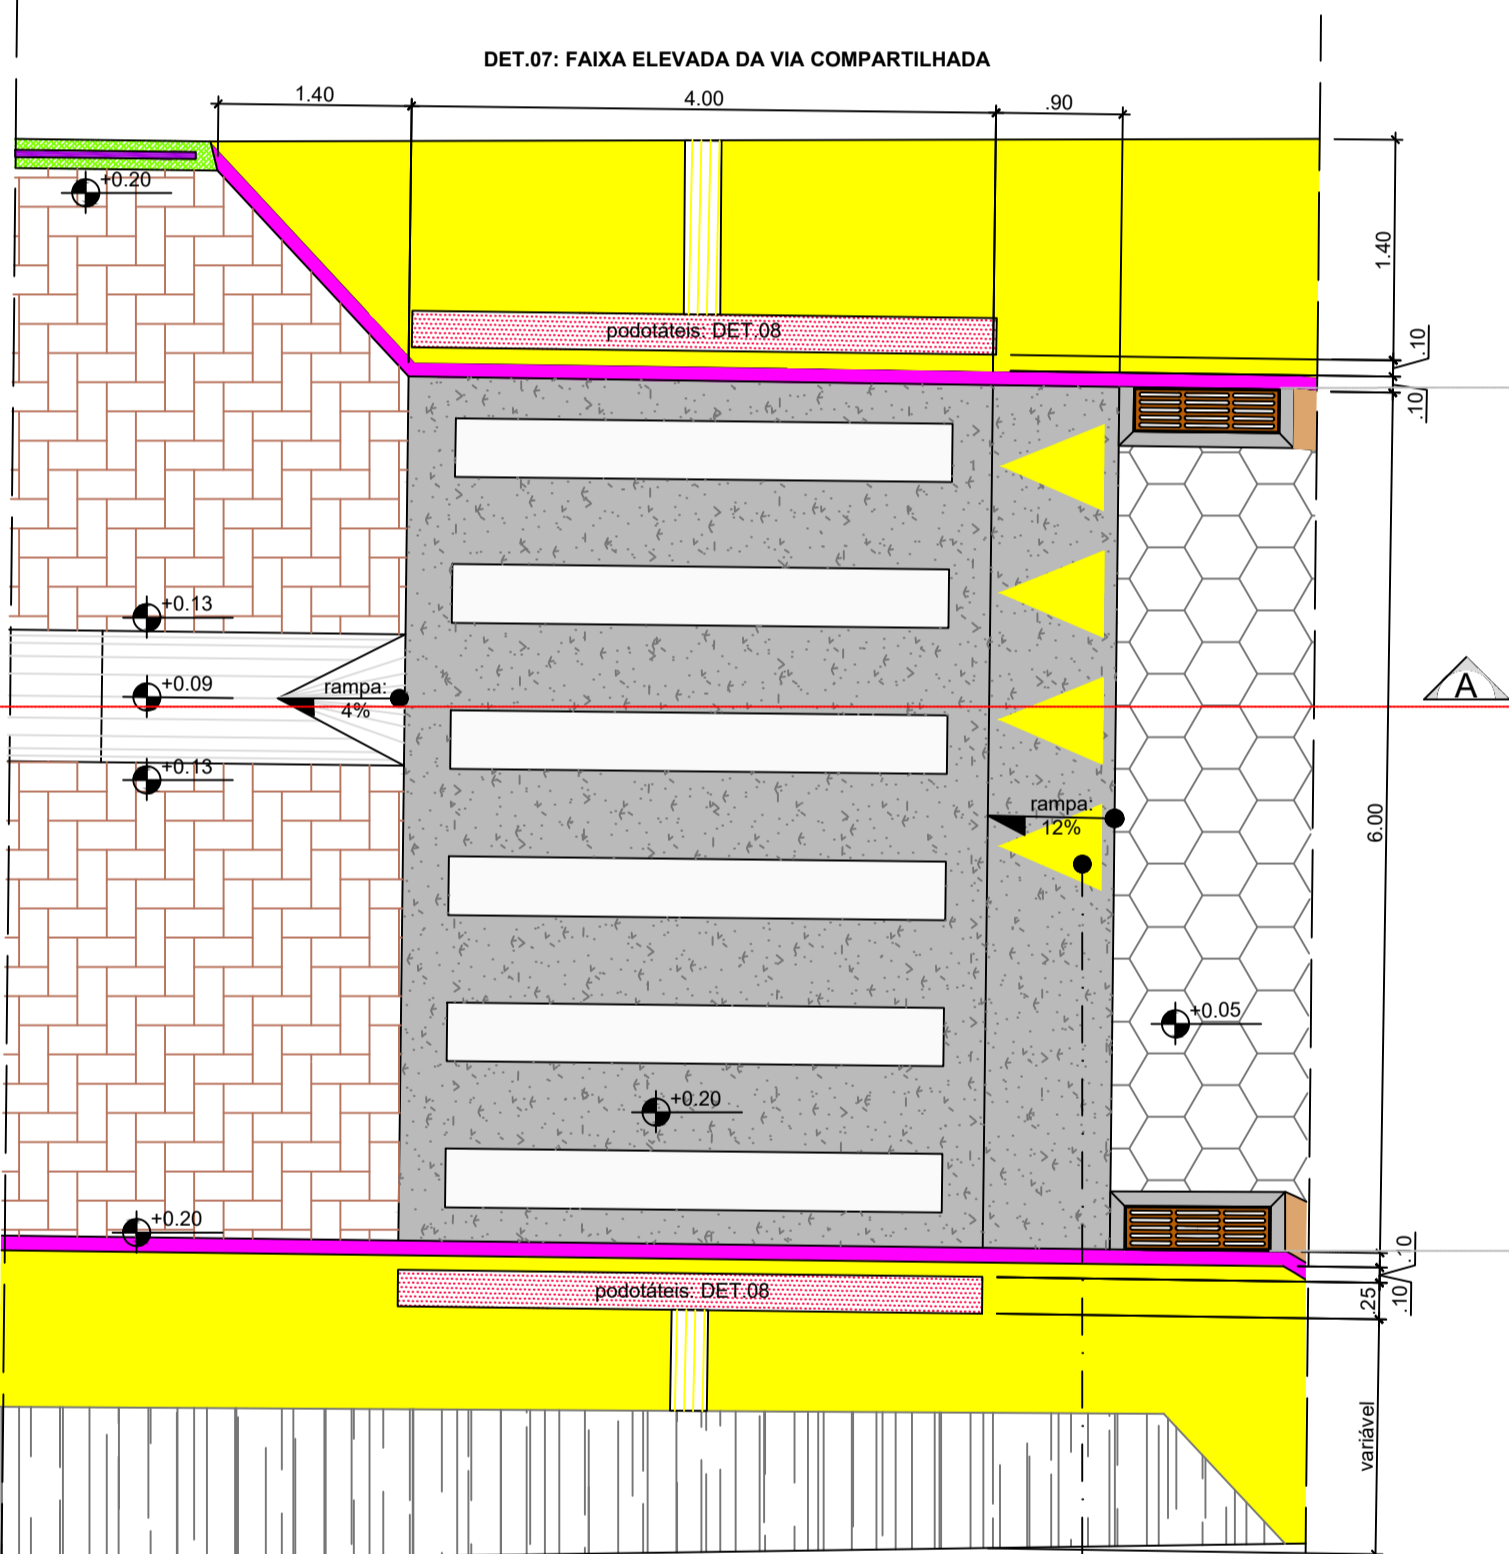 DET.07: FAIXA ELEVADA DA VIA COMPARTILHADA
1.40
4.00
.90
+0.20
1.40
podotáteis: DET.08
.10
.10
+0.13
+0.09
rampa:
4%
A
+0.13
rampa:
12%
6.00
+0.05
+0.20
+0.20
.10
podotáteis: DET.08
.25
.10
variável